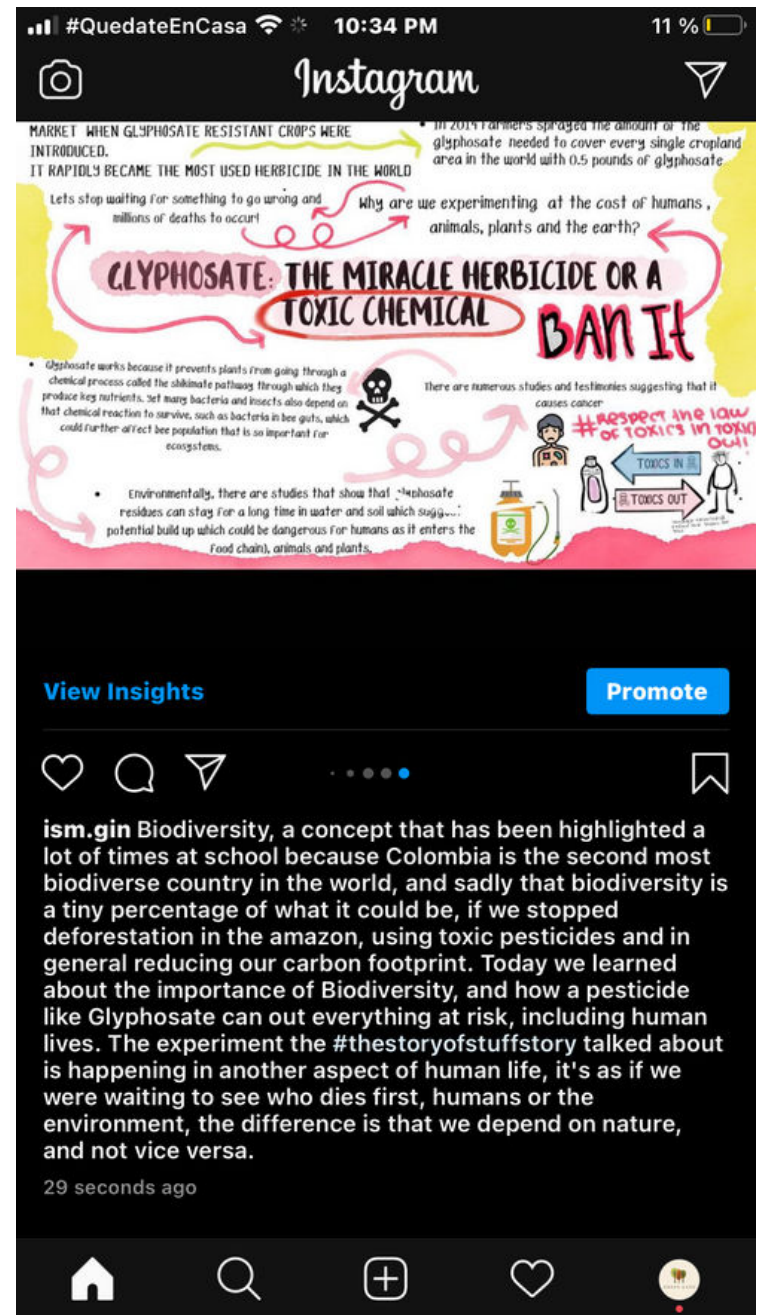 #QuedateEnCasa 10:34 PM 11 %
Instagram
MARKET WHEN GLYPHOSATE RESISTANT CROPS WERE
INTRODUCED.
IT RAPIDLY BECAME THE MOST USED HERBICIDE IN THE WORLD
In 2014 Farmers sprayed the amount of the
glyphosate needed to cover every single cropland
area in the world with 0.5 pounds of glyphosate
Lets stop waiting for something to go wrong and
millions of deaths to occur!
Why are we experimenting at the cost of humans,
animals, plants and the earth?
GLYPHOSATE: THE MIRACLE HERBICIDE OR A
TOXIC CHEMICAL
BAN It
• Glyphosate works because it prevents plants from going through a
chemical process called the shikimate pathway through which they
produce key nutrients. Yet many bacteria and insects also depend on
that chemical reaction to survive, such as bacteria in bee guts, which
could further affect bee population that is so important for
ecosystems.
There are numerous studies and testimonies suggesting that it
causes cancer
#Respect the law
of toxics in toxic
out!
TOXICS IN
TOXICS OUT
• Environmentally, there are studies that show that glyphosate
residues can stay for a long time in water and soil which
potential build up which could be dangerous for humans as it enters the
food chain), animals and plants.
View Insights
Promote
ism.gin Biodiversity, a concept that has been highlighted a
lot of times at school because Colombia is the second most
biodiverse country in the world, and sadly that biodiversity is
a tiny percentage of what it could be, if we stopped
deforestation in the amazon, using toxic pesticides and in
general reducing our carbon footprint. Today we learned
about the importance of Biodiversity, and how a pesticide
like Glyphosate can out everything at risk, including human
lives. The experiment the #thestoryofstuffstory talked about
is happening in another aspect of human life, it's as if we
were waiting to see who dies first, humans or the
environment, the difference is that we depend on nature,
and not vice versa.
29 seconds ago